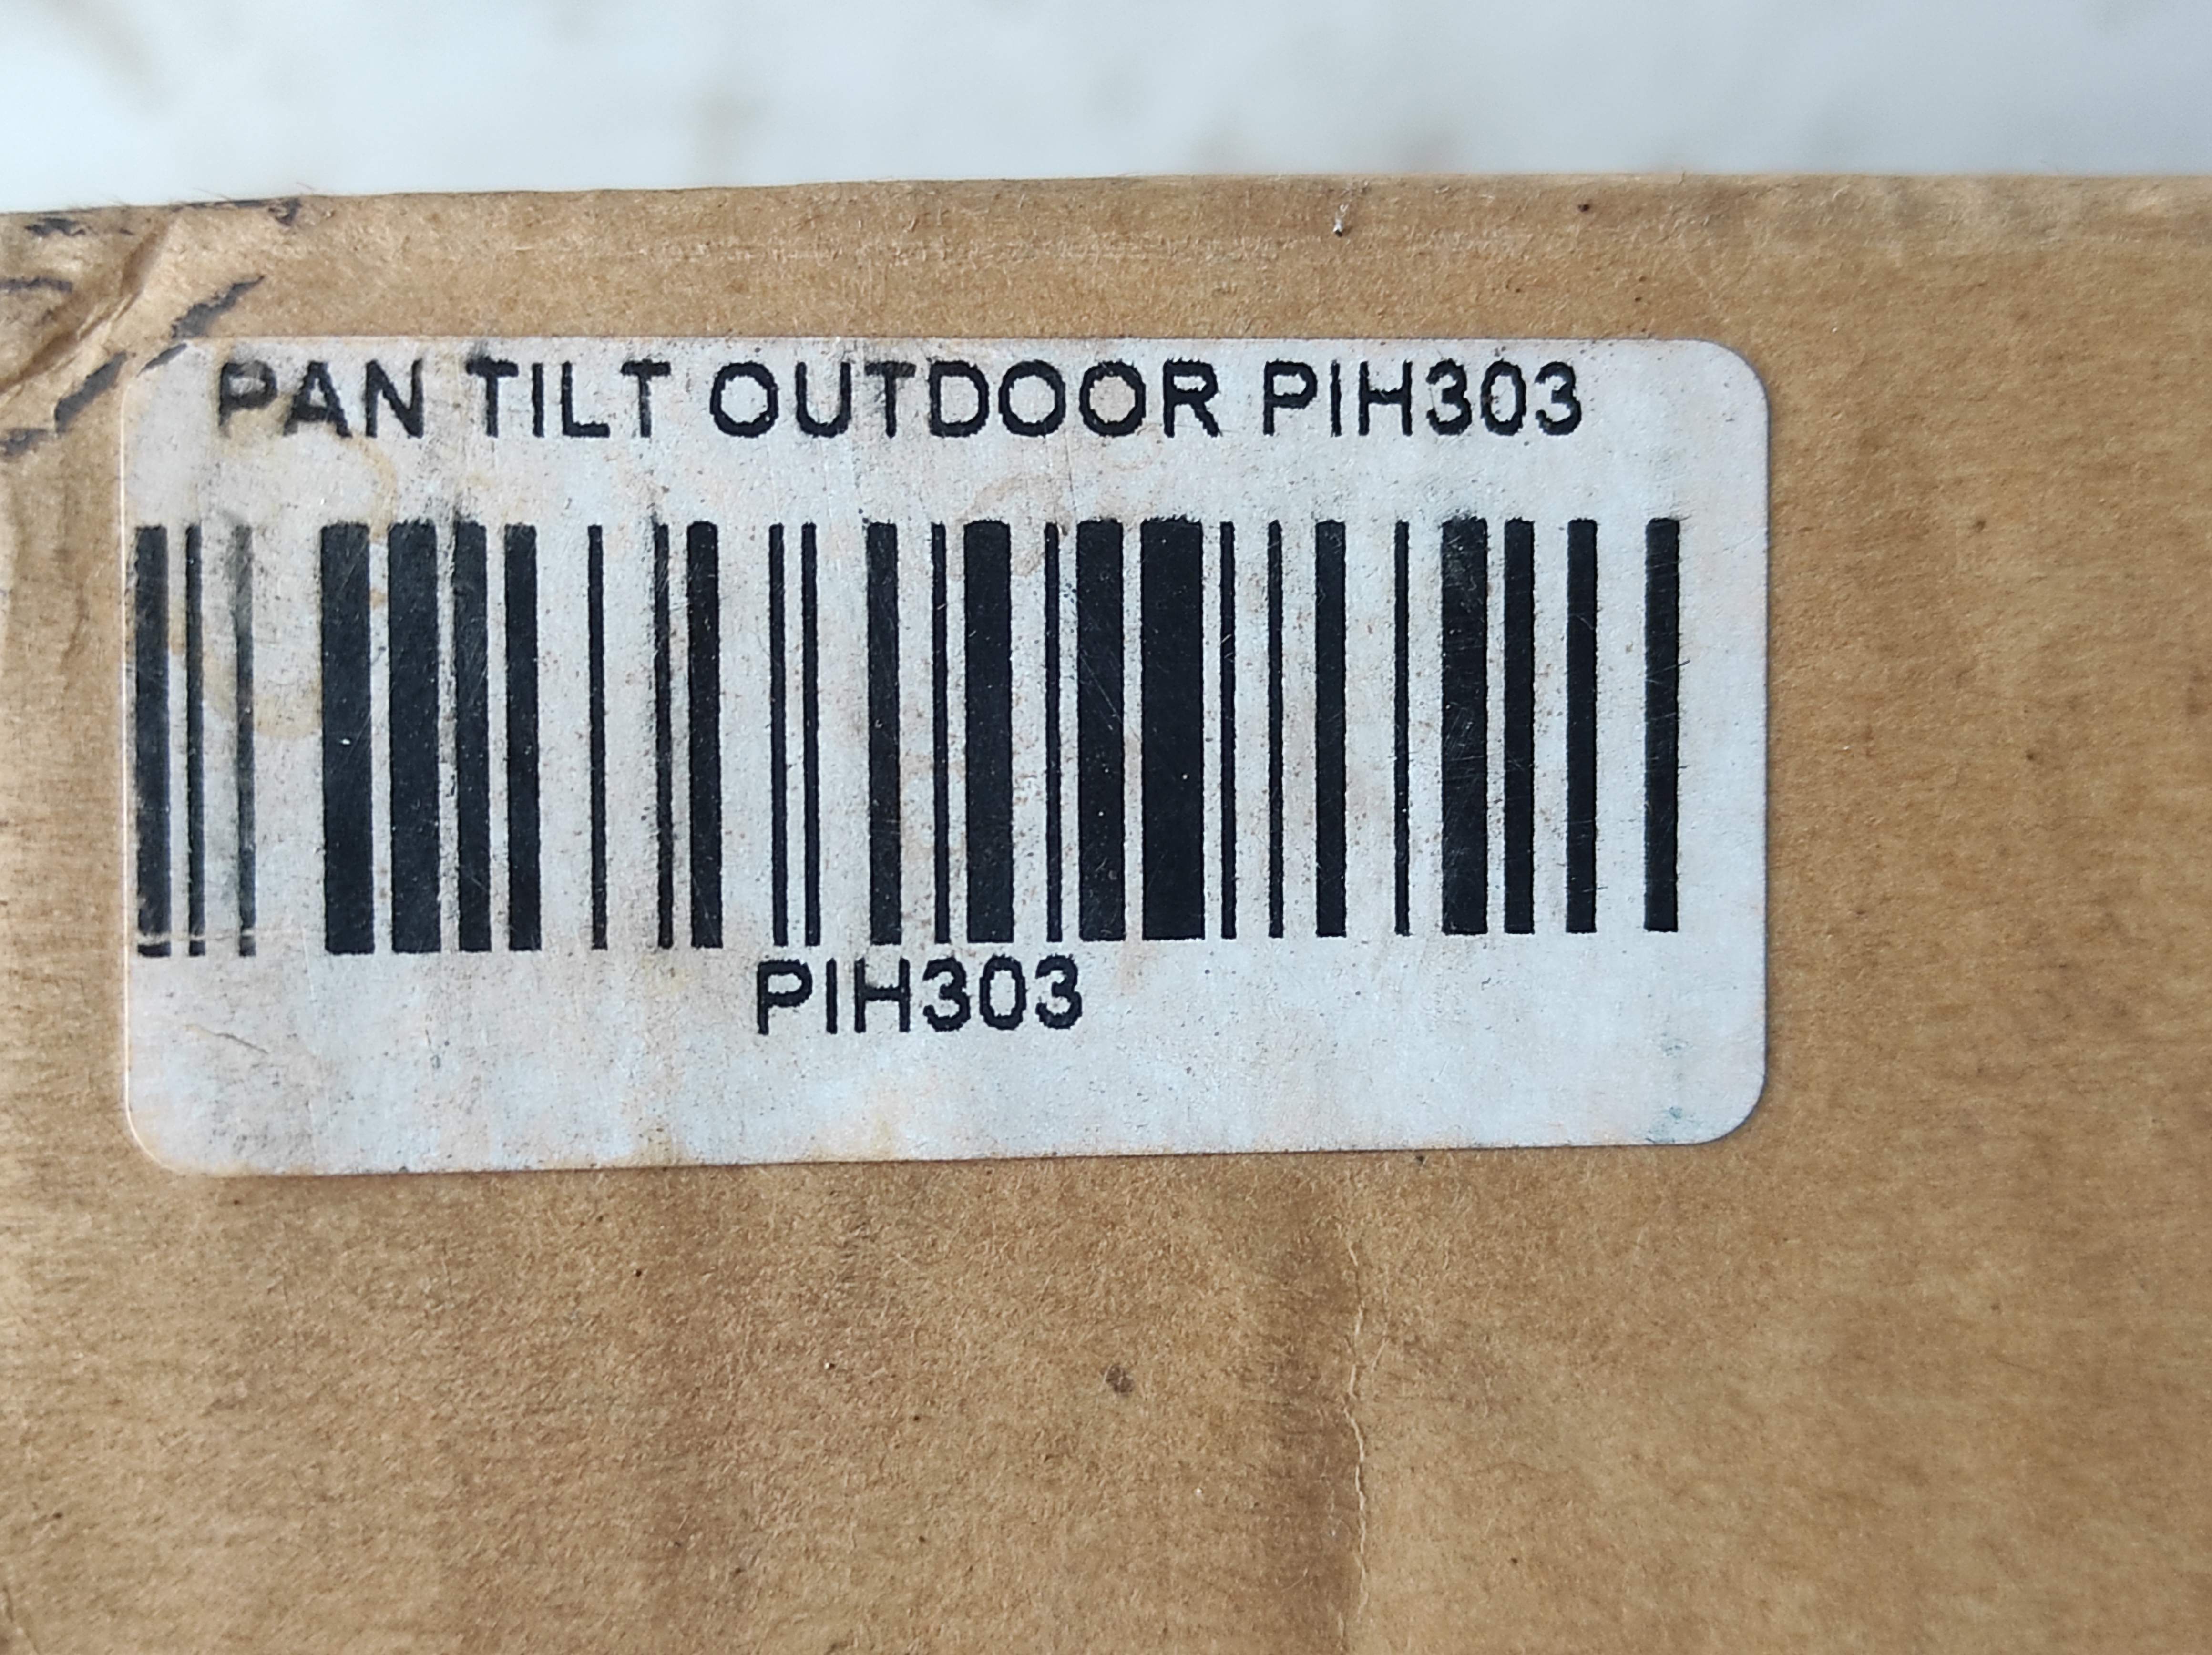 PAN TILT OUTDOOR PIH303
PIH303